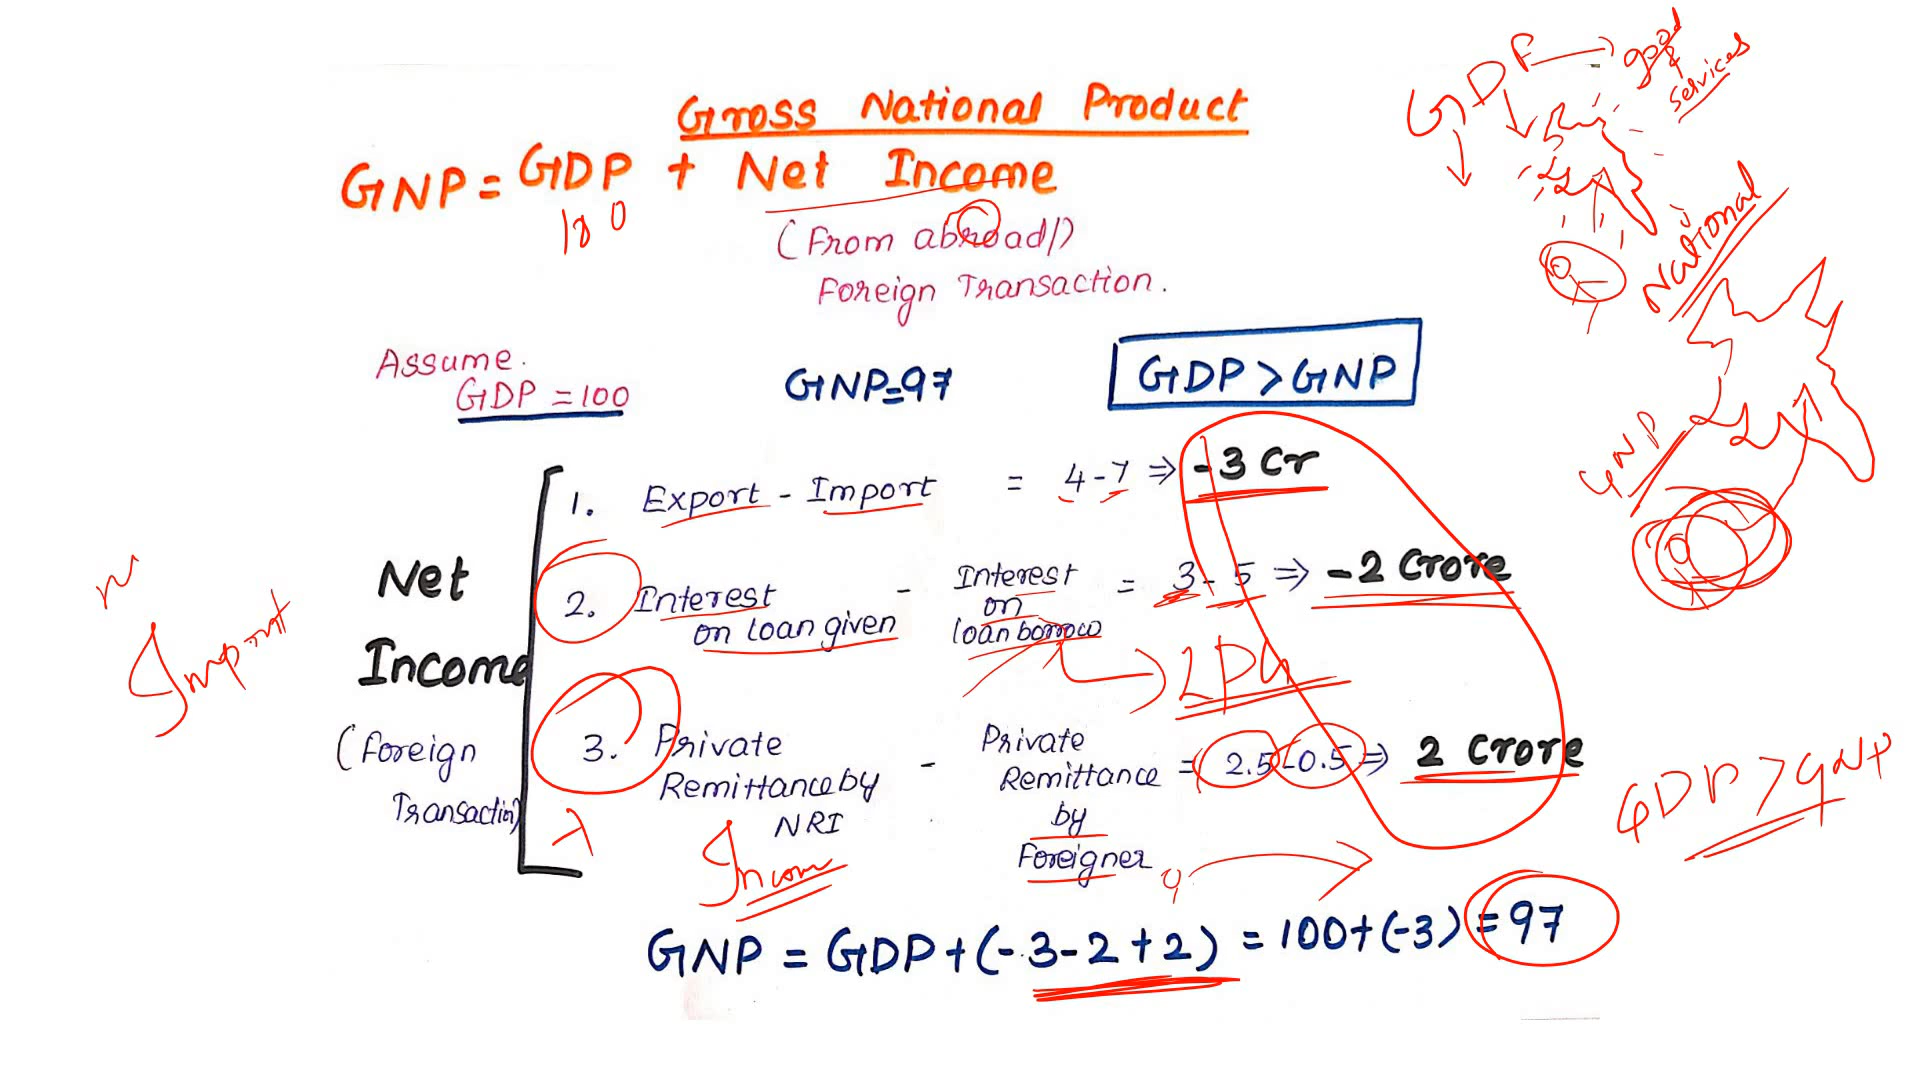 Gross National Product
GNP = GDP + Net Income
100
(From abroad/)
Foreign Transaction.
Assume.
GDP = 100
GNP=97
GDP > GNP
1. Export - Import = 4-7 ⇒ -3 Cr
2. Interest on loan given - Interest on loan borrow = 3-5 ⇒ -2 Crore
LPG
3. Private Remittance by NRI - Private Remittance by Foreigner = 2.5-0.5 ⇒ 2 Crore
Net
Income
(Foreign
Transaction)
Import
Incom
GNP = GDP+(-3-2+2) = 100+(-3) = 97
GDP > GNP
GDP → good
&
services
National
GNP